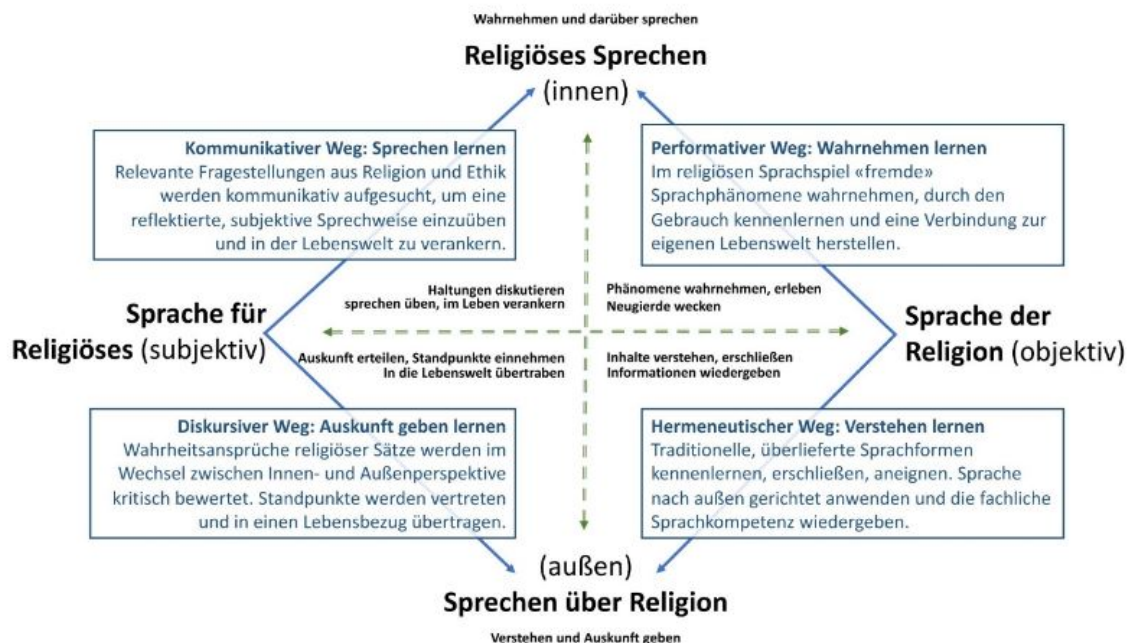 Wahrnehmen und darüber sprechen
Religiöses Sprechen
(innen)
Kommunikativer Weg: Sprechen lernen
Relevante Fragestellungen aus Religion und Ethik
werden kommunikativ aufgesucht, um eine
reflektierte, subjektive Sprechweise einzuüben
und in der Lebenswelt zu verankern.
Performativer Weg: Wahrnehmen lernen
Im religiösen Sprachspiel «fremde»
Sprachphänomene wahrnehmen, durch den
Gebrauch kennenlernen und eine Verbindung zur
eigenen Lebenswelt herstellen.
Haltungen diskutieren
sprechen üben, im Leben verankern
Phänomene wahrnehmen, erleben
Neugierde wecken
Sprache für
Religiöses (subjektiv)
Sprache der
Religion (objektiv)
Auskunft erteilen, Standpunkte einnehmen
In die Lebenswelt übertraben
Inhalte verstehen, erschließen
Informationen wiedergeben
Diskursiver Weg: Auskunft geben lernen
Wahrheitsansprüche religiöser Sätze werden im
Wechsel zwischen Innen- und Außenperspektive
kritisch bewertet. Standpunkte werden vertreten
und in einen Lebensbezug übertragen.
Hermeneutischer Weg: Verstehen lernen
Traditionelle, überlieferte Sprachformen
kennenlernen, erschließen, aneignen. Sprache
nach außen gerichtet anwenden und die fachliche
Sprachkompetenz wiedergeben.
(außen)
Sprechen über Religion
Verstehen und Auskunft geben